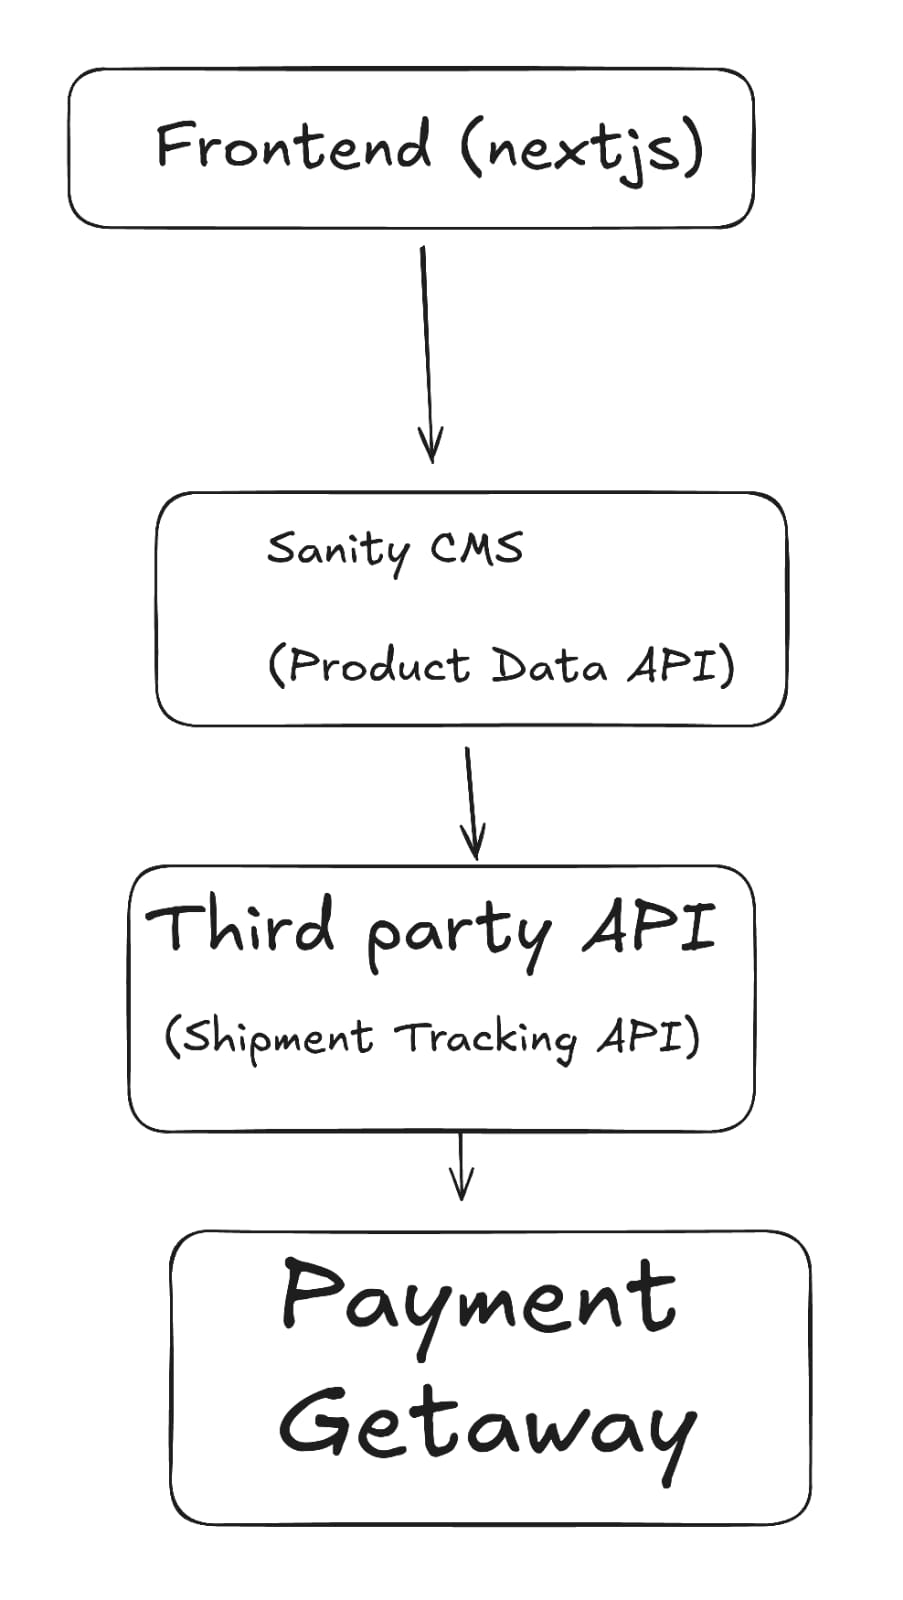 Frontend (nextjs)
Sanity CMS
(Product Data API)
Third party API
(Shipment Tracking API)
Payment
Getaway